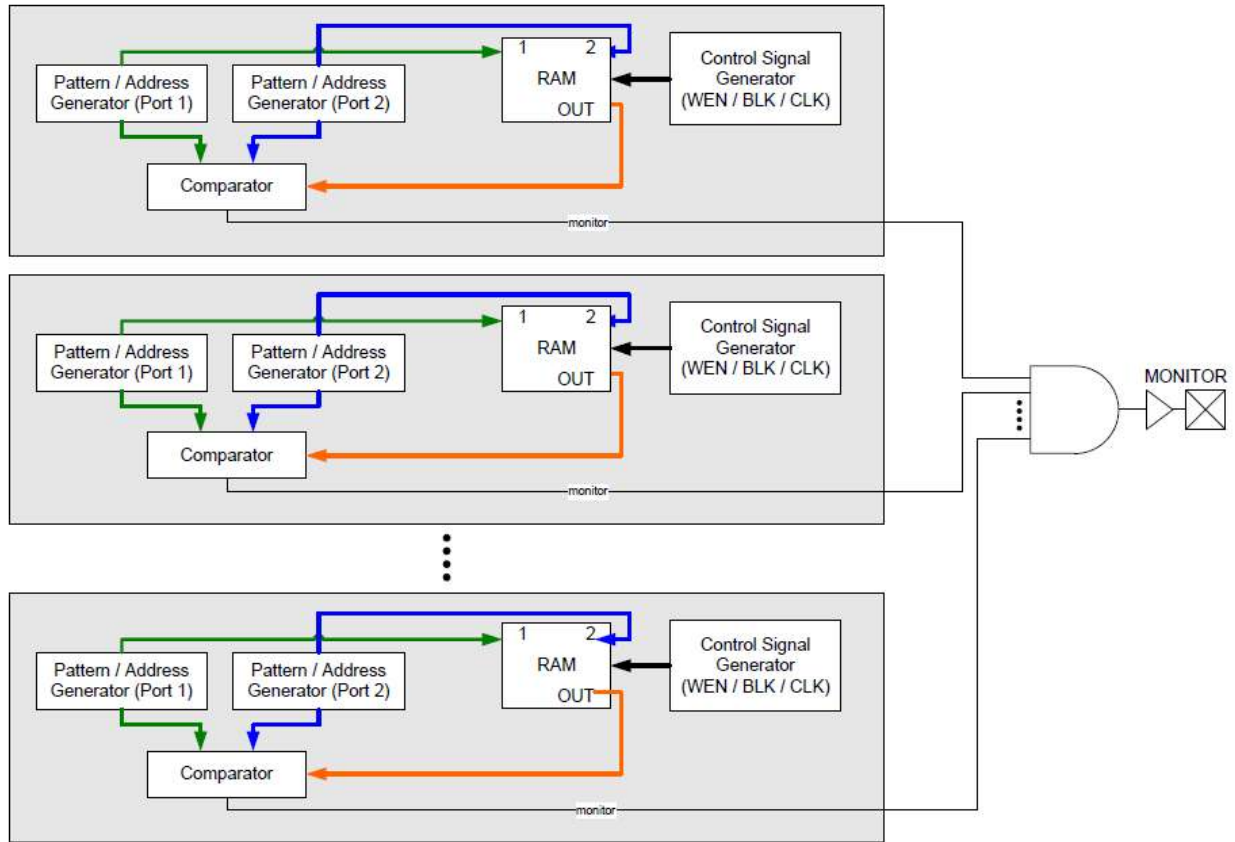 1 2
Pattern / Address
Generator (Port 1)
Pattern / Address
Generator (Port 2)
RAM
OUT
Control Signal
Generator
(WEN / BLK / CLK)
Comparator
monitor
1 2
Pattern / Address
Generator (Port 1)
Pattern / Address
Generator (Port 2)
RAM
OUT
Control Signal
Generator
(WEN / BLK / CLK)
Comparator
monitor
MONITOR
1 2
Pattern / Address
Generator (Port 1)
Pattern / Address
Generator (Port 2)
RAM
OUT
Control Signal
Generator
(WEN / BLK / CLK)
Comparator
monitor